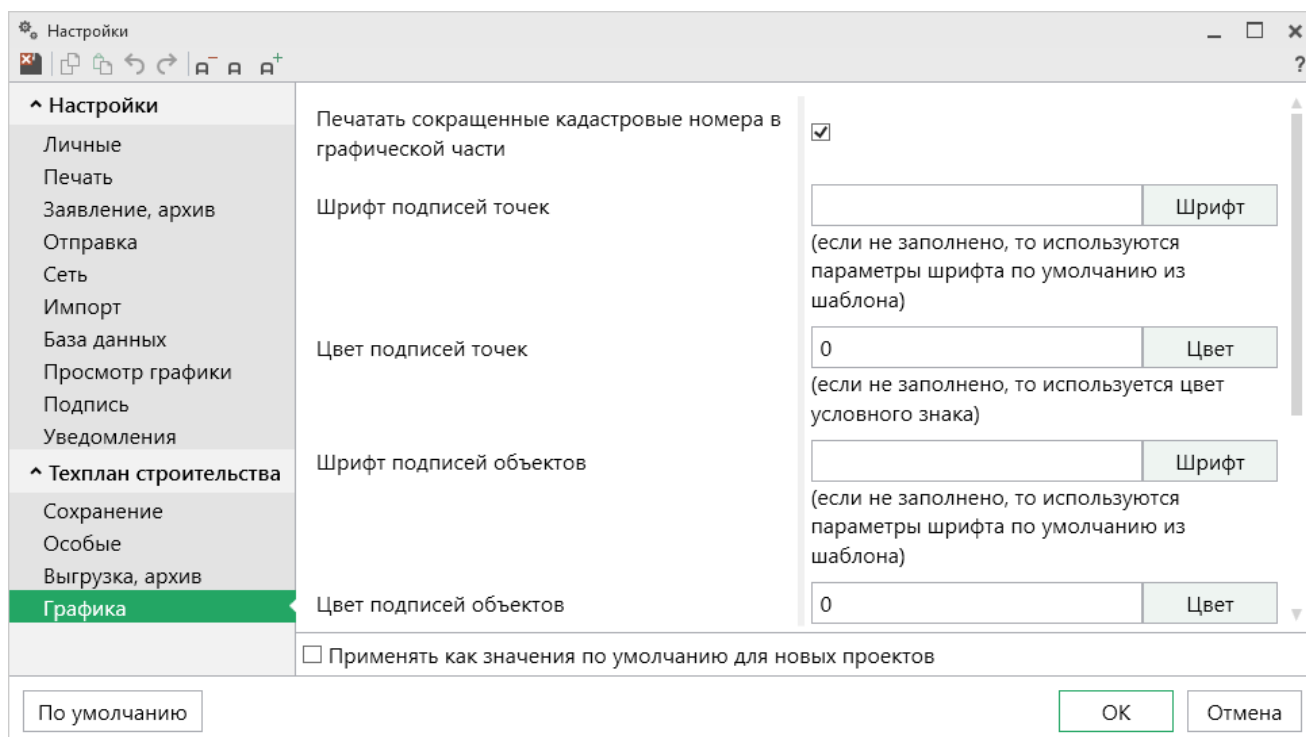 Настройки
?
Настройки
Личные
Печать
Заявление, архив
Отправка
Сеть
Импорт
База данных
Просмотр графики
Подпись
Уведомления
Техплан строительства
Сохранение
Особые
Выгрузка, архив
Графика
Печатать сокращенные кадастровые номера в
графической части
Шрифт подписей точек
Шрифт
(если не заполнено, то используются
параметры шрифта по умолчанию из
шаблона)
Цвет подписей точек
0
Цвет
(если не заполнено, то используется цвет
условного знака)
Шрифт подписей объектов
Шрифт
(если не заполнено, то используются
параметры шрифта по умолчанию из
шаблона)
Цвет подписей объектов
0
Цвет
Применять как значения по умолчанию для новых проектов
По умолчанию
ОК
Отмена